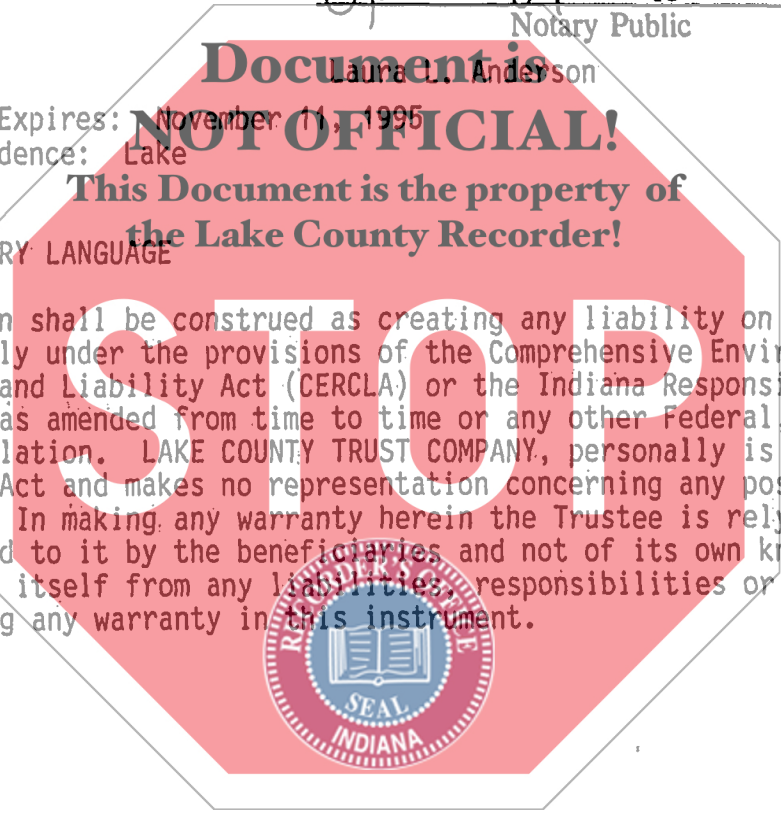 Notary Public
Document is
Laura L. Anderson
Expires: November 11, 1995
NOT OFFICIAL!
dence: Lake
This Document is the property of
the Lake County Recorder!
RY LANGUAGE
STOP
n shall be construed as creating any liability on
ly under the provisions of the Comprehensive Envir
and Liability Act (CERCLA) or the Indiana Responsi
as amended from time to time or any other Federal,
lation. LAKE COUNTY TRUST COMPANY, personally is
Act and makes no representation concerning any pos
In making any warranty herein the Trustee is rely
d to it by the beneficiaries and not of its own k
itself from any liabilities, responsibilities or
g any warranty in this instrument.
RECORDER'S OFFICE
SEAL
INDIANA